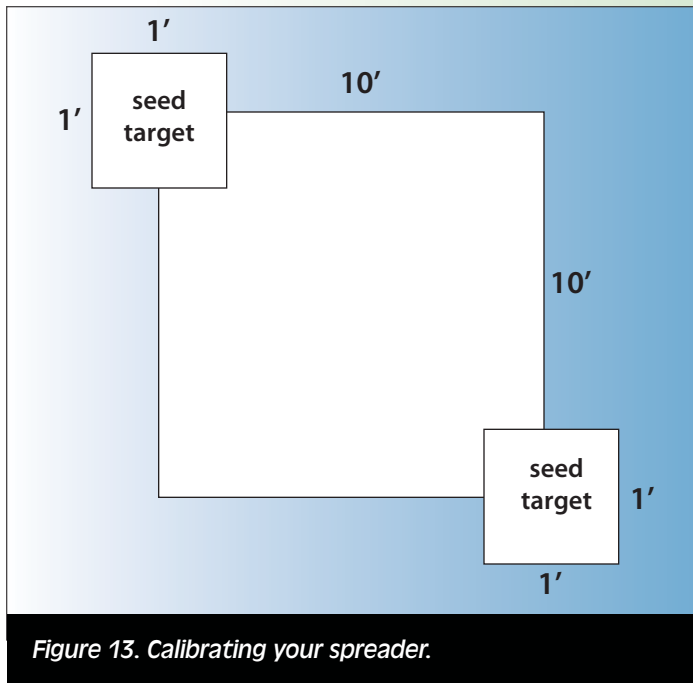 1′
1′
seed
target
10′
10′
seed
target
1′
1′
Figure 13. Calibrating your spreader.